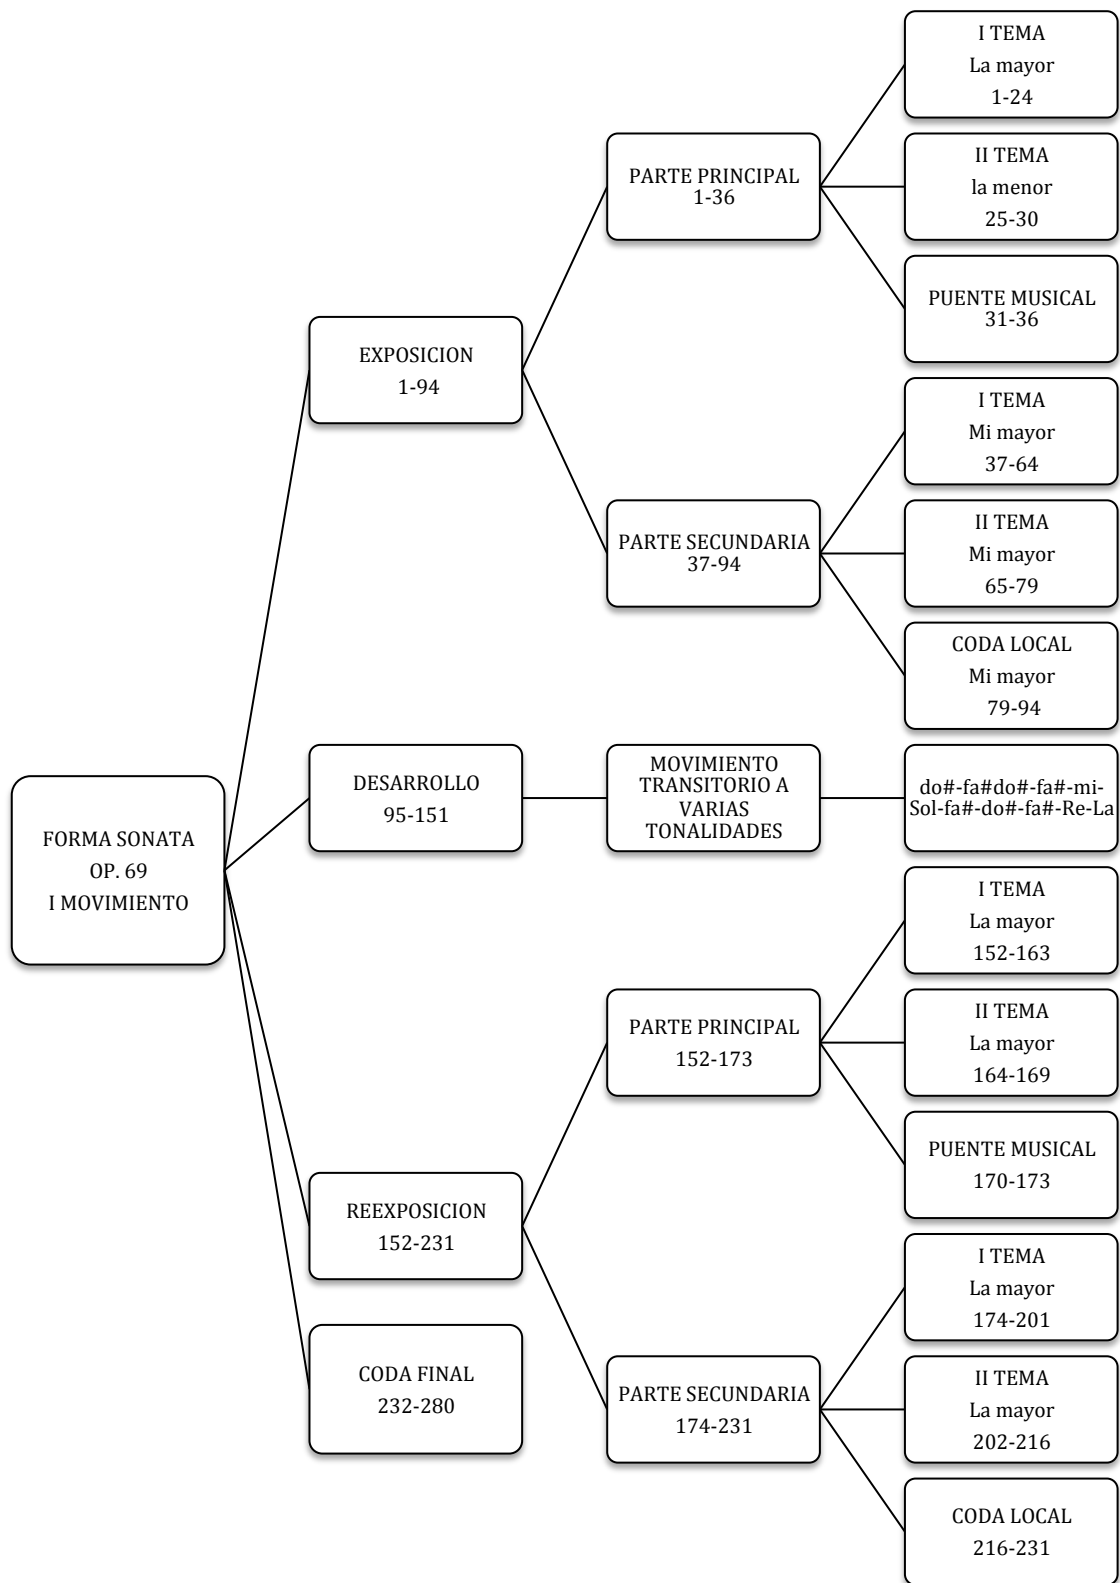 FORMA SONATA
OP. 69
I MOVIMIENTO
EXPOSICION
1-94
PARTE PRINCIPAL
1-36
I TEMA
La mayor
1-24
II TEMA
la menor
25-30
PUENTE MUSICAL
31-36
PARTE SECUNDARIA
37-94
I TEMA
Mi mayor
37-64
II TEMA
Mi mayor
65-79
CODA LOCAL
Mi mayor
79-94
DESARROLLO
95-151
MOVIMIENTO
TRANSITORIO A
VARIAS
TONALIDADES
do#-fa#do#-fa#-mi-
Sol-fa#-do#-fa#-Re-La
REEXPOSICION
152-231
PARTE PRINCIPAL
152-173
I TEMA
La mayor
152-163
II TEMA
La mayor
164-169
PUENTE MUSICAL
170-173
PARTE SECUNDARIA
174-231
I TEMA
La mayor
174-201
II TEMA
La mayor
202-216
CODA LOCAL
216-231
CODA FINAL
232-280